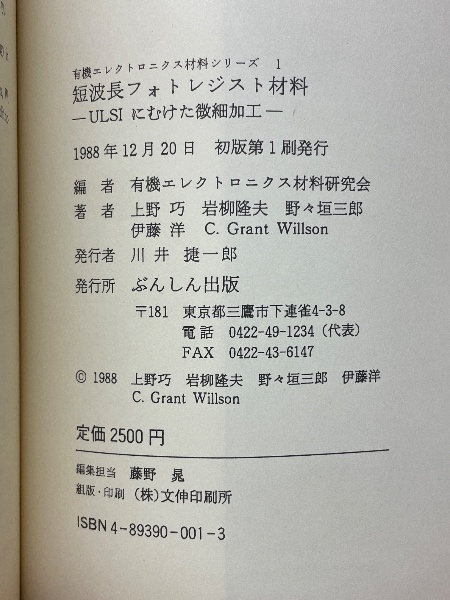 有機エレクトロニクス材料シリーズ 1
短波長フォトレジスト材料
―ULSI にむけた微細加工―
1988年12月20日 初版第1刷発行
編 者 有機エレクトロニクス材料研究会
著 者 上野 巧 岩柳隆夫 野々垣三郎
伊藤 洋 C. Grant Willson
発行者 川井 捷一郎
発行所 ぶんしん出版
〒181 東京都三鷹市下連雀4-3-8
電話 0422-49-1234 (代表)
FAX 0422-43-6147
© 1988 上野巧 岩柳隆夫 野々垣三郎 伊藤洋
C. Grant Willson
定価2500円
編集担当 藤野 晃
組版・印刷 (株)文伸印刷所
ISBN4-89390-001-3